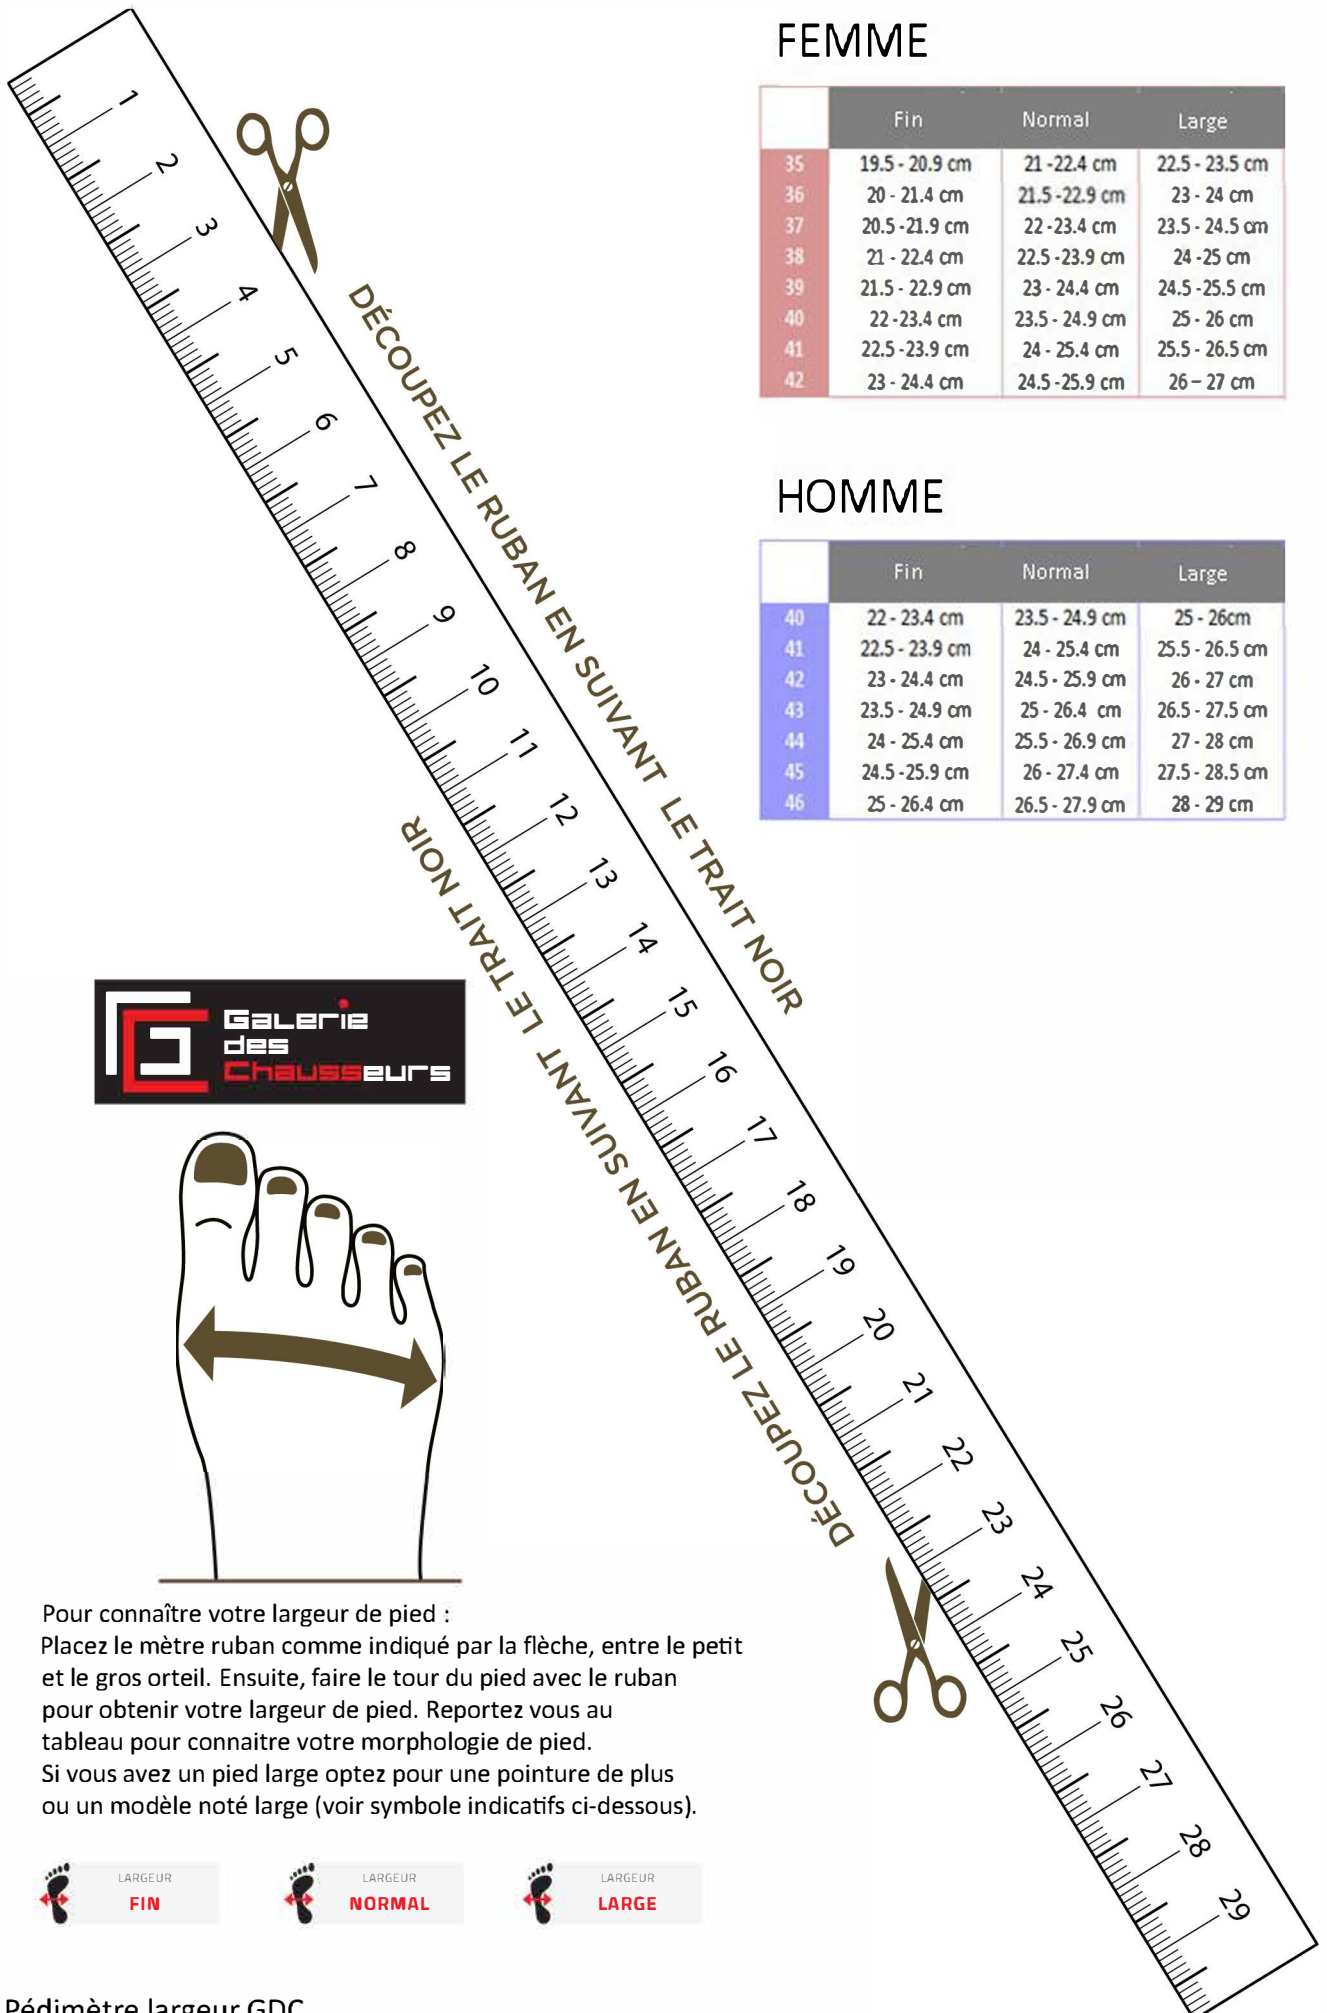 FEMME
Fin Normal Large
35 19.5 - 20.9 cm 21 -22.4 cm 22.5 - 23.5 cm
36 20 - 21.4 cm 21.5 -22.9 cm 23 - 24 cm
37 20.5 -21.9 cm 22 -23.4 cm 23.5 - 24.5 cm
38 21 - 22.4 cm 22.5 -23.9 cm 24 -25 cm
39 21.5 - 22.9 cm 23 - 24.4 cm 24.5 -25.5 cm
40 22 -23.4 cm 23.5 - 24.9 cm 25 - 26 cm
41 22.5 -23.9 cm 24 - 25.4 cm 25.5 - 26.5 cm
42 23 - 24.4 cm 24.5 -25.9 cm 26 – 27 cm
HOMME
Fin Normal Large
40 22 - 23.4 cm 23.5 - 24.9 cm 25 - 26cm
41 22.5 - 23.9 cm 24 - 25.4 cm 25.5 - 26.5 cm
42 23 - 24.4 cm 24.5 - 25.9 cm 26 - 27 cm
43 23.5 - 24.9 cm 25 - 26.4 cm 26.5 - 27.5 cm
44 24 - 25.4 cm 25.5 - 26.9 cm 27 - 28 cm
45 24.5 -25.9 cm 26 - 27.4 cm 27.5 - 28.5 cm
46 25 - 26.4 cm 26.5 - 27.9 cm 28 - 29 cm
1
2
3
4
5
6
7
8
9
10
11
12
13
14
15
16
17
18
19
20
21
22
23
24
25
26
27
28
29
DÉCOUPEZ LE RUBAN EN SUIVANT LE TRAIT NOIR
DÉCOUPEZ LE RUBAN EN SUIVANT LE TRAIT NOIR
GaLerie
des
Chausseurs
Pour connaître votre largeur de pied :
Placez le mètre ruban comme indiqué par la flèche, entre le petit
et le gros orteil. Ensuite, faire le tour du pied avec le ruban
pour obtenir votre largeur de pied. Reportez vous au
tableau pour connaitre votre morphologie de pied.
Si vous avez un pied large optez pour une pointure de plus
ou un modèle noté large (voir symbole indicatifs ci-dessous).
LARGEUR
FIN
LARGEUR
NORMAL
LARGEUR
LARGE
Pédimètre largeur GDC